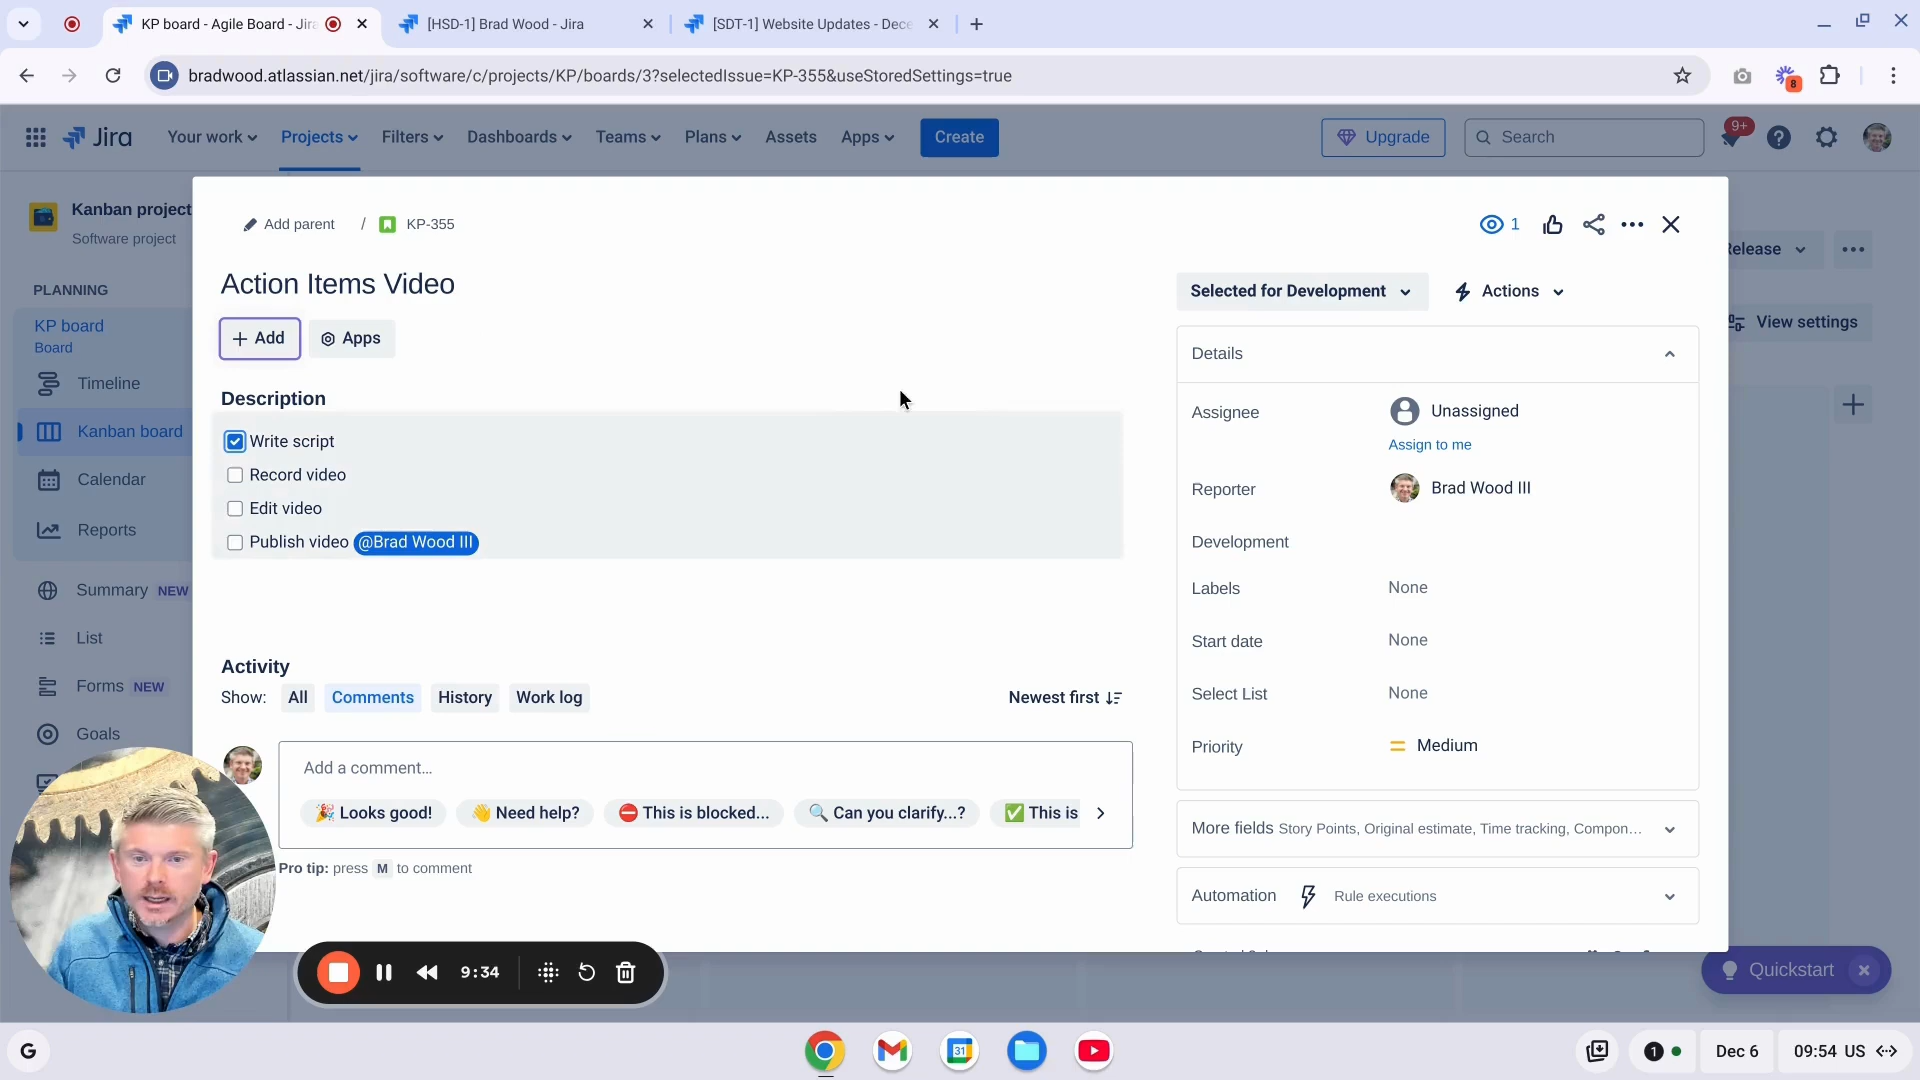 KP board - Agile Board - Jira
[HSD-1] Brad Wood - Jira
[SDT-1] Website Updates - Dece
bradwood.atlassian.net/jira/software/c/projects/KP/boards/3?selectedIssue=KP-355&useStoredSettings=true
8
Jira
Your work
Projects
Filters
Dashboards
Teams
Plans
Assets
Apps
Create
Upgrade
Search
9+
Kanban project
Software project
Release
View settings
PLANNING
KP board
Board
Timeline
Kanban board
Calendar
Reports
Summary NEW
List
Forms NEW
Goals
Add parent / KP-355
1
Action Items Video
+ Add
Apps
Description
Write script
Record video
Edit video
Publish video @Brad Wood III
Activity
Show: All Comments History Work log
Newest first
Add a comment…
🎉 Looks good!
👋 Need help?
⛔ This is blocked...
🔍 Can you clarify...?
✅ This is
Pro tip: press M to comment
Selected for Development
Actions
Details
Assignee
Unassigned
Assign to me
Reporter
Brad Wood III
Development
Labels
None
Start date
None
Select List
None
Priority
Medium
More fields Story Points, Original estimate, Time tracking, Compon...
Automation
Rule executions
9:34
Quickstart
G
31
1
Dec 6
09:54 US